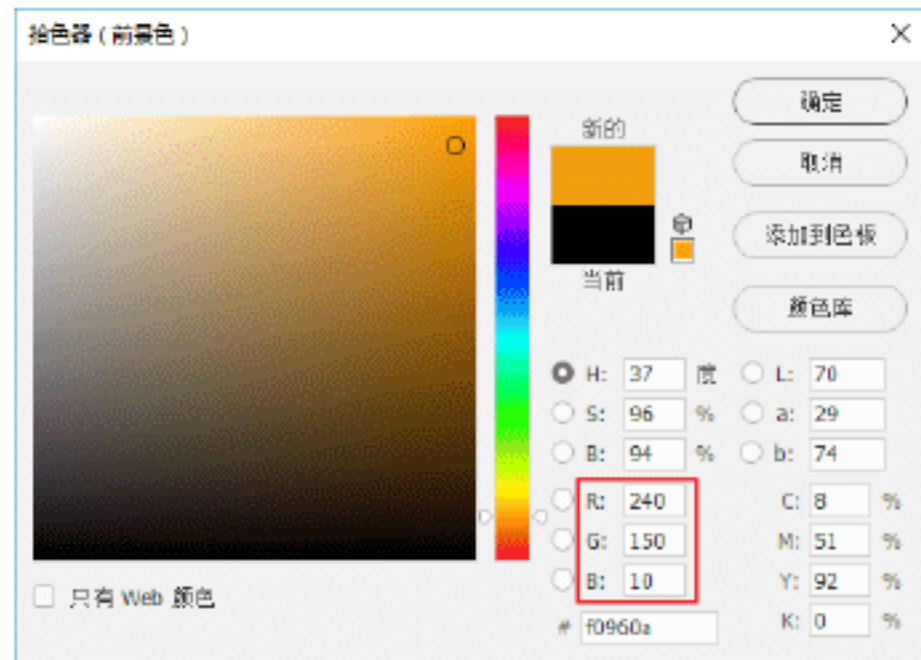 拾色器(前景色)
确定
新的
取消
添加到色板
当前
颜色库
H: 37 度 L: 70
S: 96 % a: 29
B: 94 % b: 74
R: 240 C: 8 %
G: 150 M: 51 %
B: 10 Y: 92 %
只有 Web 颜色
# f0960a K: 0 %